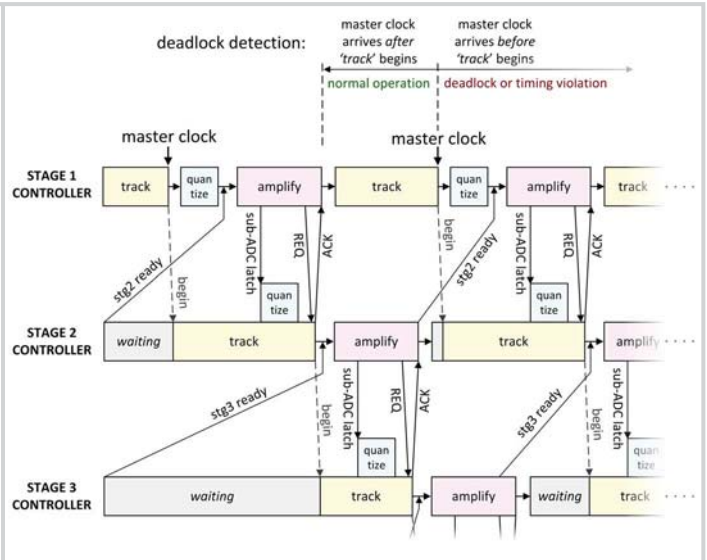 deadlock detection:
master clock
arrives after
'track' begins
master clock
arrives before
'track' begins
normal operation
deadlock or timing violation
master clock
master clock
STAGE 1
CONTROLLER
track
quan
tize
amplify
track
quan
tize
amplify
track
stg2 ready
begin
sub-ADC latch
REQ
ACK
begin
stg2 ready
sub-ADC latch
REQ
ACK
quan
tize
quan
tize
STAGE 2
CONTROLLER
waiting
track
amplify
track
amplify
stg3 ready
begin
sub-ADC latch
REQ
ACK
stg3 ready
begin
sub-ADC latch
quan
tize
quan
tize
STAGE 3
CONTROLLER
waiting
track
amplify
waiting
track